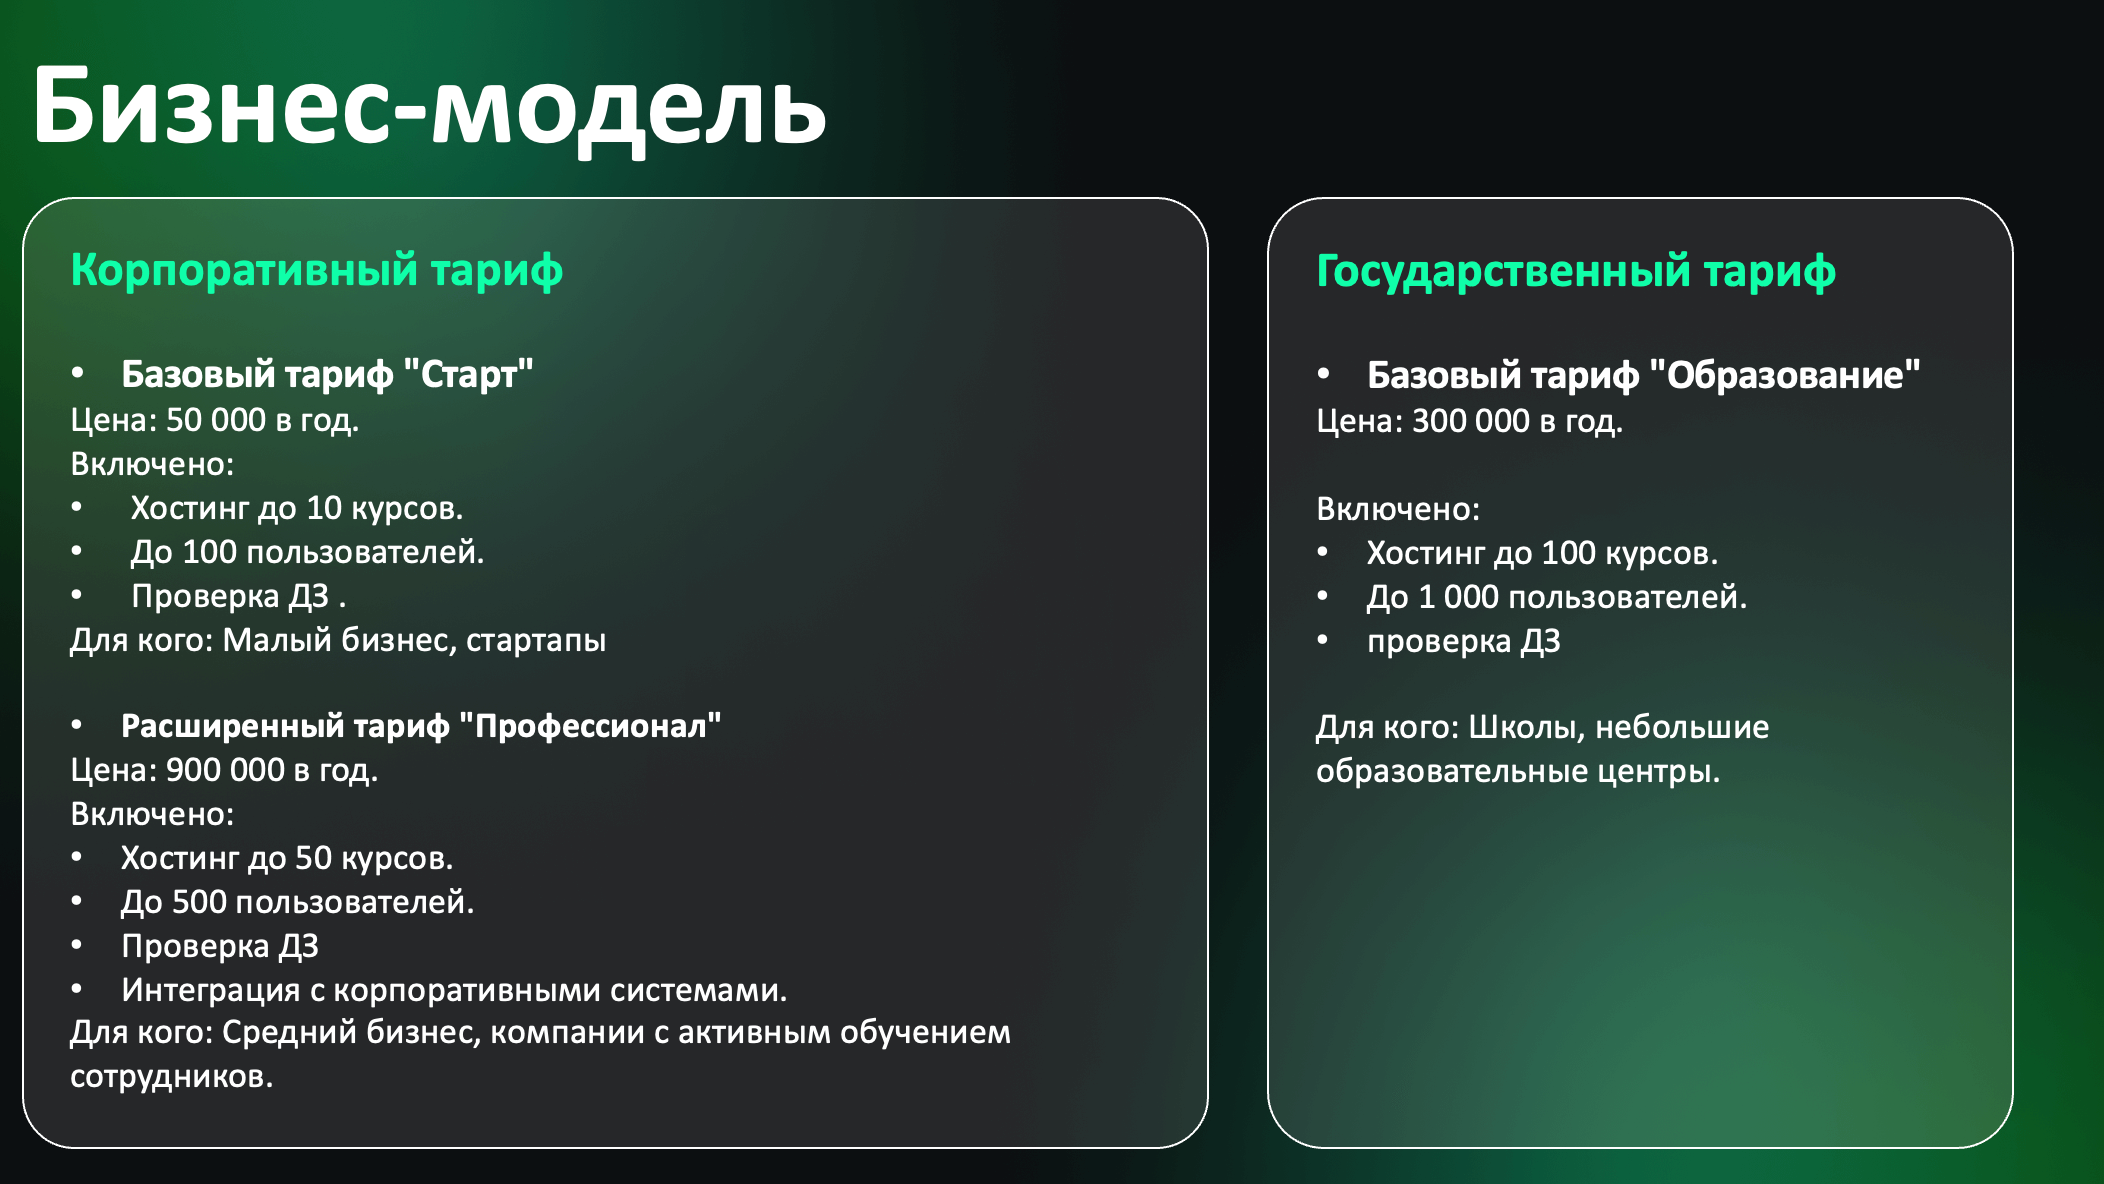 Бизнес-модель
Корпоративный тариф
• Базовый тариф "Старт"
Цена: 50 000 в год.
Включено:
• Хостинг до 10 курсов.
• До 100 пользователей.
• Проверка ДЗ .
Для кого: Малый бизнес, стартапы
• Расширенный тариф "Профессионал"
Цена: 900 000 в год.
Включено:
• Хостинг до 50 курсов.
• До 500 пользователей.
• Проверка ДЗ
• Интеграция с корпоративными системами.
Для кого: Средний бизнес, компании с активным обучением
сотрудников.
Государственный тариф
• Базовый тариф "Образование"
Цена: 300 000 в год.
Включено:
• Хостинг до 100 курсов.
• До 1 000 пользователей.
• проверка ДЗ
Для кого: Школы, небольшие
образовательные центры.